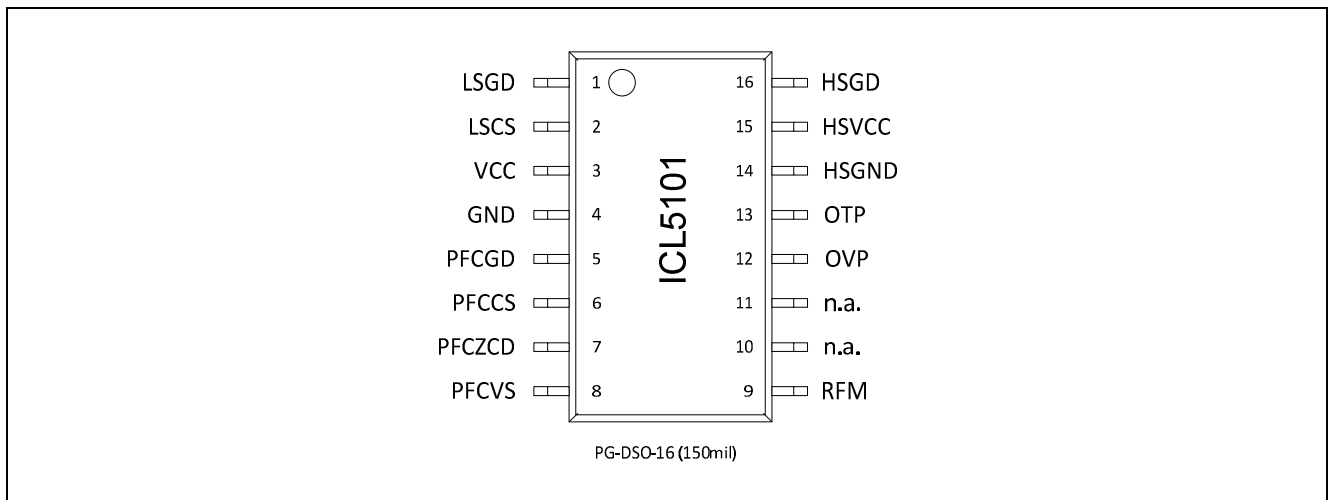 LSGD 1 16 HSGD
LSCS 2 15 HSVCC
VCC 3 14 HSGND
GND 4 13 OTP
PFCGD 5 12 OVP
PFCCS 6 11 n.a.
PFCZCD 7 10 n.a.
PFCVS 8 9 RFM
ICL5101
PG-DSO-16 (150mil)